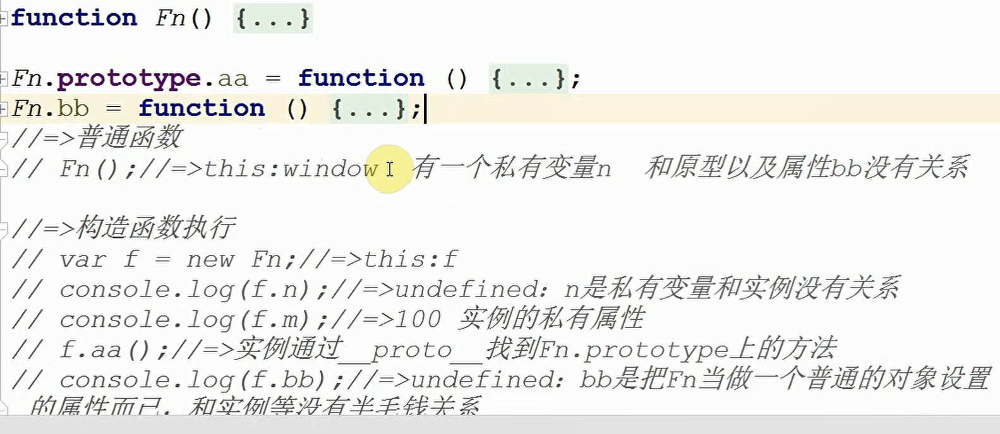 function Fn() {...}
Fn.prototype.aa = function () {...};
Fn.bb = function () {...};
//=>普通函数
// Fn();//=>this:window 有一个私有变量n 和原型以及属性bb没有关系
//=>构造函数执行
// var f = new Fn;//=>this:f
// console.log(f.n);//=>undefined: n是私有变量和实例没有关系
// console.log(f.m);//=>100 实例的私有属性
// f.aa();//=>实例通过__proto__找到Fn.prototype上的方法
// console.log(f.bb);//=>undefined: bb是把Fn当做一个普通的对象设置
的属性而已，和实例等没有半毛钱关系